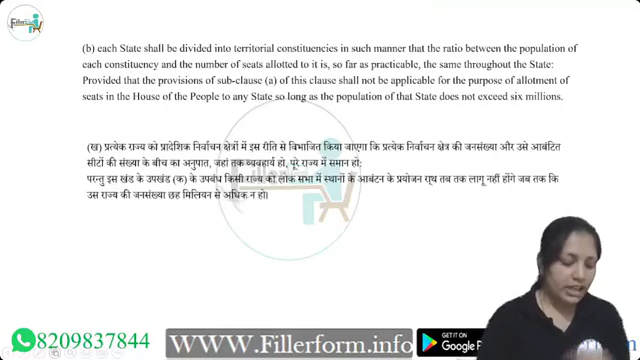 Fillerform
(b) each State shall be divided into territorial constituencies in such manner that the ratio between the population of
each constituency and the number of seats allotted to it is, so far as practicable, the same throughout the State:
Provided that the provisions of sub-clause (a) of this clause shall not be applicable for the purpose of allotment of
seats in the House of the People to any State so long as the population of that State does not exceed six millions.
(ख) प्रत्येक राज्य को प्रादेशिक निर्वाचन क्षेत्रों में इस रीति से विभाजित किया जाएगा कि प्रत्येक निर्वाचन क्षेत्र की जनसंख्या और उसे आबंटित
सीटों की संख्या के बीच का अनुपात, जहां तक व्यवहार्य हो, पूरे राज्य में समान हो:
परन्तु इस खंड के उपखंड (क) के उपबंध किसी राज्य को लोक सभा में स्थानों के आबंटन के प्रयोजन तब तक लागू नहीं होंगे जब तक कि
उस राज्य की जनसंख्या छह मिलियन से अधिक न हो।
Fillerform
8209837844
WWW.Fillerform.info
GET IT ON
Google